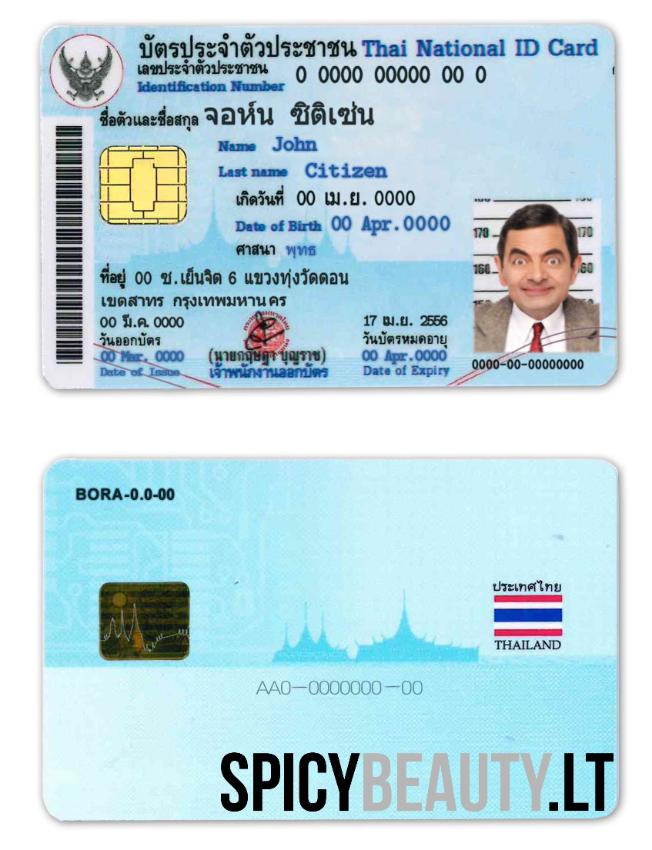 บัตรประจำตัวประชาชน Thai National ID Card
เลขประจำตัวประชาชน 0 0000 00000 00 0
Identification Number
ชื่อตัวและชื่อสกุล จอห์น ซิติเซ่น
Name John
Last name Citizen
เกิดวันที่ 00 เม.ย. 0000
Date of Birth 00 Apr.0000
ศาสนา พุทธ
ที่อยู่ 00 ซ.เย็นจิต 6 แขวงทุ่งวัดดอน
เขตสาทร กรุงเทพมหานคร
00 มี.ค. 0000
วันออกบัตร
00 Mar. 0000
Date of Issue
(นายกฤษฎา บุญราช)
เจ้าพนักงานออกบัตร
17 เม.ย. 2556
วันบัตรหมดอายุ
00 Apr.0000
Date of Expiry
170 170
160 160
0000-00-00000000
BORA-0.0-00
ประเทศไทย
THAILAND
AA0-0000000-00
SPICYBEAUTY.LT